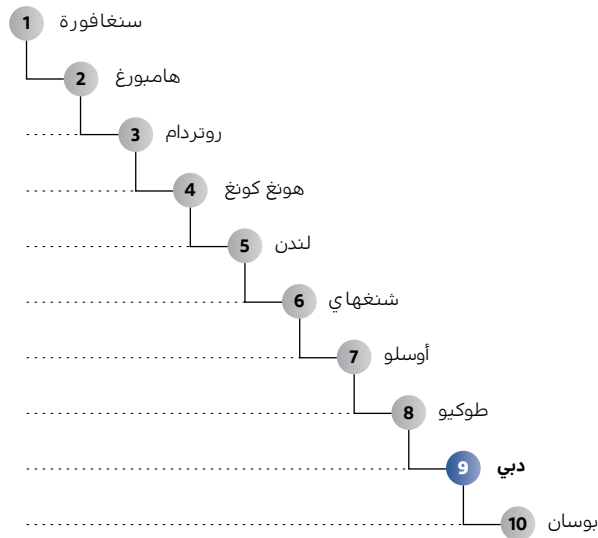 1 سنغافورة
2 هامبورغ
3 روتردام
4 هونغ كونغ
5 لندن
6 شنغهاي
7 أوسلو
8 طوكيو
9 دبي
10 بوسان